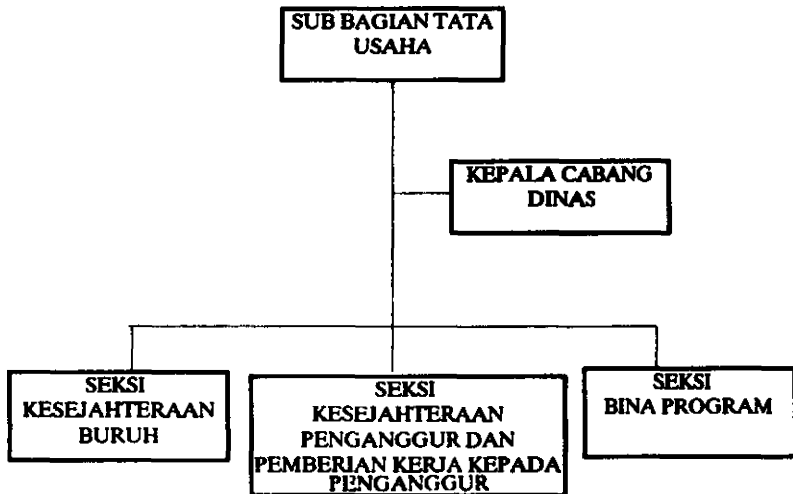 SUB BAGIAN TATA
USAHA
KEPALA CABANG
DINAS
SEKSI
KESEJAHTERAAN
BURUH
SEKSI
KESEJAHTERAAN
PENGANGGUR DAN
PEMBERIAN KERJA KEPADA
PENGANGGUR
SEKSI
BINA PROGRAM